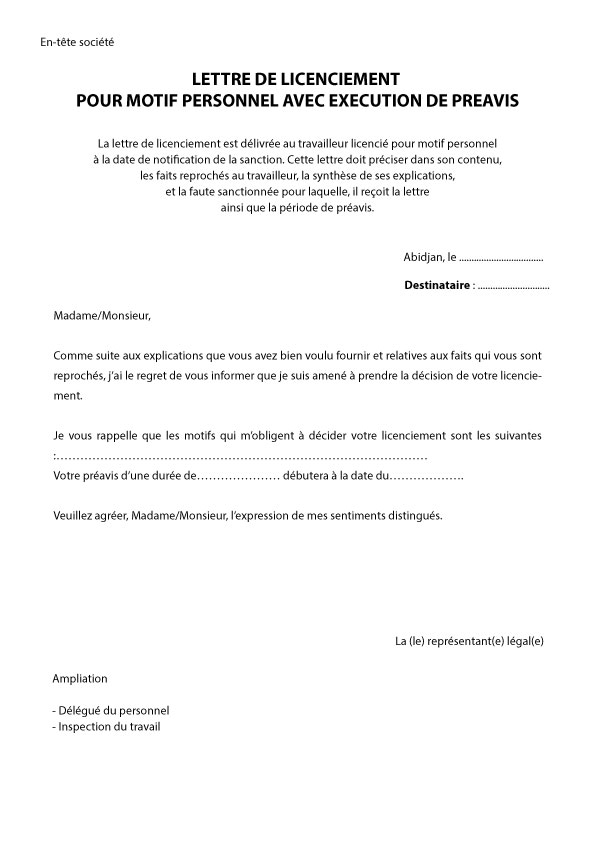 En-tête société
LETTRE DE LICENCIEMENT
POUR MOTIF PERSONNEL AVEC EXECUTION DE PREAVIS
La lettre de licenciement est délivrée au travailleur licencié pour motif personnel
à la date de notification de la sanction. Cette lettre doit préciser dans son contenu,
les faits reprochés au travailleur, la synthèse de ses explications,
et la faute sanctionnée pour laquelle, il reçoit la lettre
ainsi que la période de préavis.
Abidjan, le ..................................
Destinataire : .............................
Madame/Monsieur,
Comme suite aux explications que vous avez bien voulu fournir et relatives aux faits qui vous sont
reprochés, j’ai le regret de vous informer que je suis amené à prendre la décision de votre licencie-
ment.
Je vous rappelle que les motifs qui m’obligent à décider votre licenciement sont les suivantes
:…………………………………………………………………………………
Votre préavis d’une durée de………………… débutera à la date du……………….
Veuillez agréer, Madame/Monsieur, l’expression de mes sentiments distingués.
La (le) représentant(e) légal(e)
Ampliation
- Délégué du personnel
- Inspection du travail